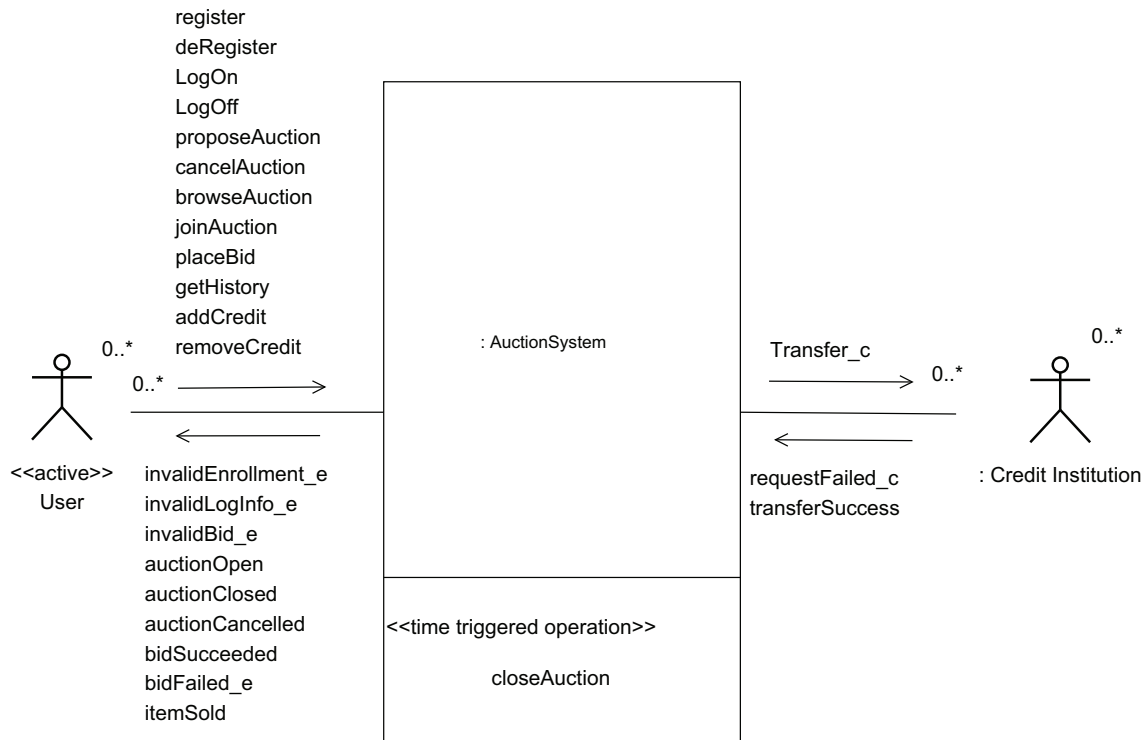 register
deRegister
LogOn
LogOff
proposeAuction
cancelAuction
browseAuction
joinAuction
placeBid
getHistory
addCredit
removeCredit
0..*
0..*
<<active>>
User
invalidEnrollment_e
invalidLogInfo_e
invalidBid_e
auctionOpen
auctionClosed
auctionCancelled
bidSucceeded
bidFailed_e
itemSold
: AuctionSystem
<<time triggered operation>>
closeAuction
Transfer_c
0..*
0..*
requestFailed_c
transferSuccess
: Credit Institution